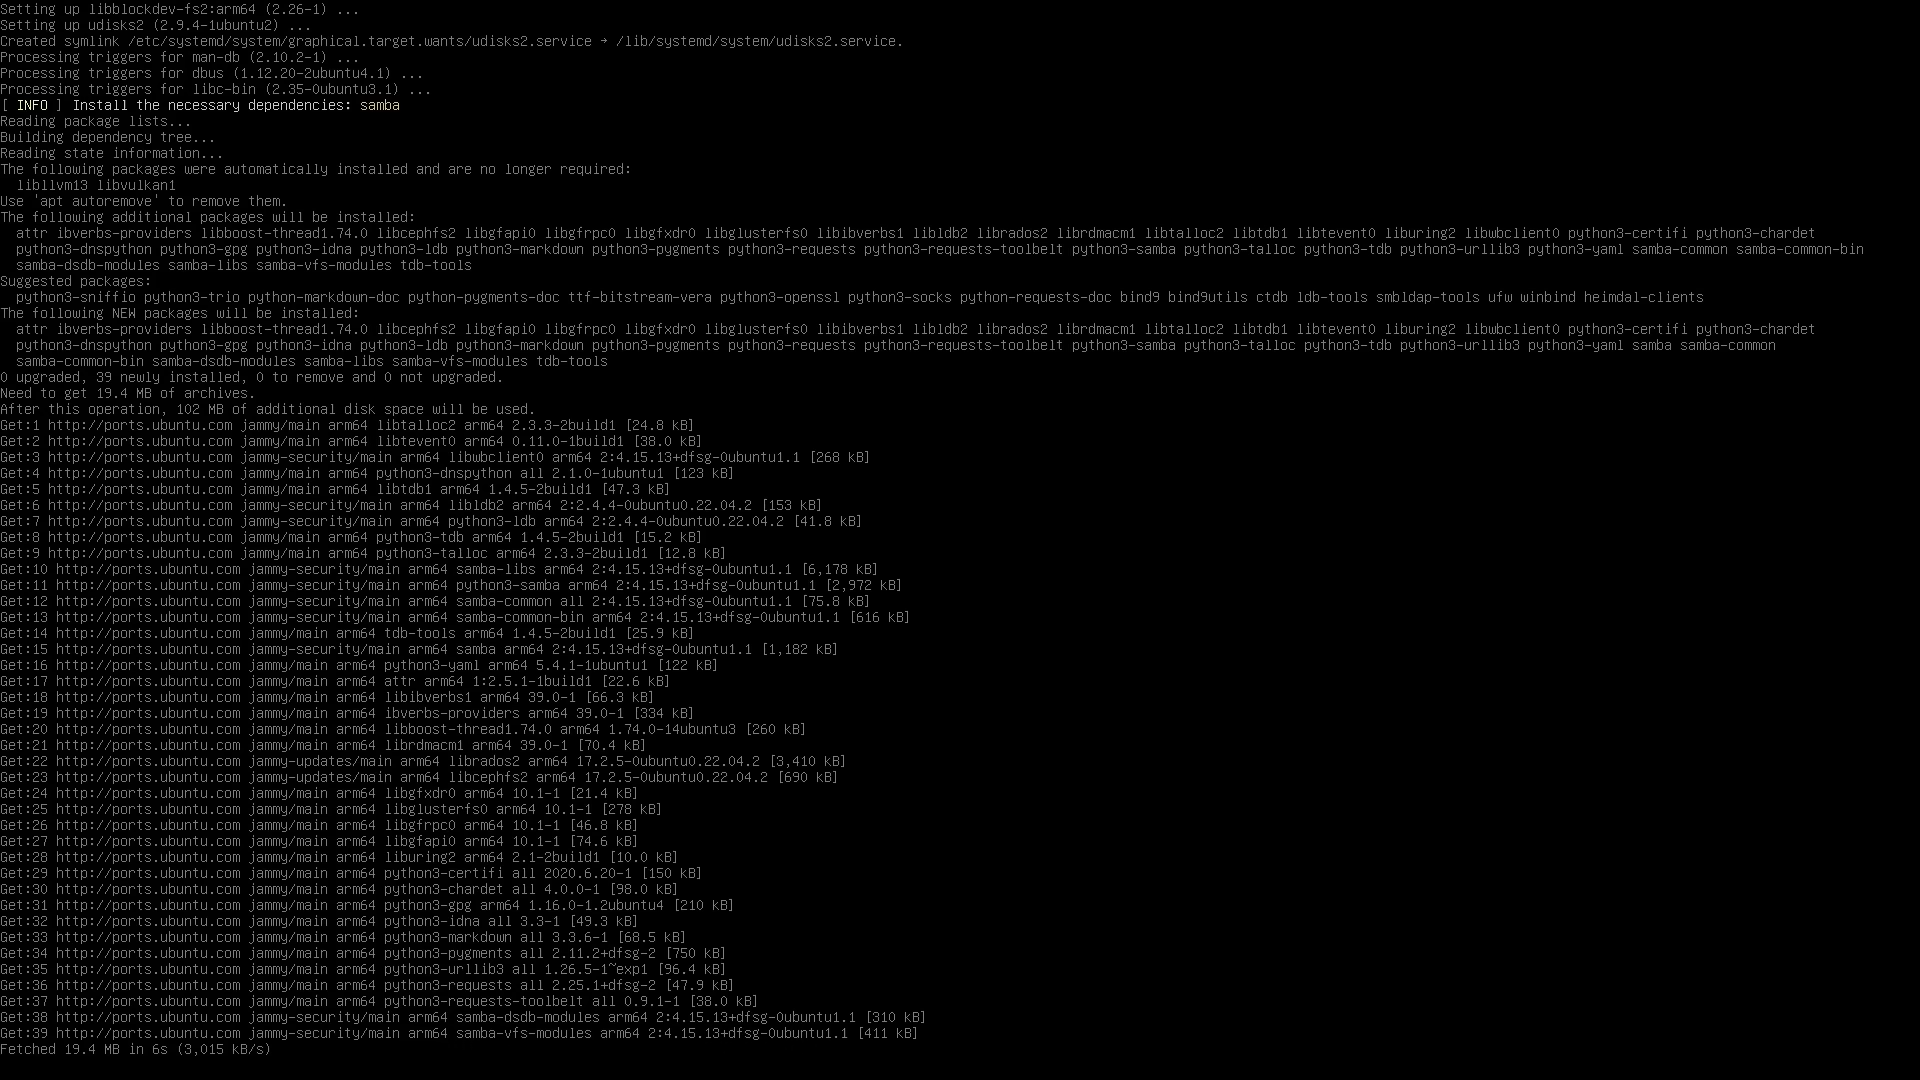 Setting up libblockdev-fs2:arm64 (2.26-1) ...
Setting up udisks2 (2.9.4-1ubuntu2) ...
Created symlink /etc/systemd/system/graphical.target.wants/udisks2.service → /lib/systemd/system/udisks2.service.
Processing triggers for man-db (2.10.2-1) ...
Processing triggers for dbus (1.12.20-2ubuntu4.1) ...
Processing triggers for libc-bin (2.35-0ubuntu3.1) ...
[ INFO ] Install the necessary dependencies: samba
Reading package lists...
Building dependency tree...
Reading state information...
The following packages were automatically installed and are no longer required:
  libllvm13 libvulkan1
Use 'apt autoremove' to remove them.
The following additional packages will be installed:
  attr ibverbs-providers libboost-thread1.74.0 libcephfs2 libgfapi0 libgfrpc0 libgfxdr0 libglusterfs0 libibverbs1 libldb2 librados2 librdmacm1 libtalloc2 libtdb1 libtevent0 liburing2 libwbclient0 python3-certifi python3-chardet
  python3-dnspython python3-gpg python3-idna python3-ldb python3-markdown python3-pygments python3-requests python3-requests-toolbelt python3-samba python3-talloc python3-tdb python3-urllib3 python3-yaml samba-common samba-common-bin
  samba-dsdb-modules samba-libs samba-vfs-modules tdb-tools
Suggested packages:
  python3-sniffio python3-trio python-markdown-doc python-pygments-doc ttf-bitstream-vera python3-openssl python3-socks python-requests-doc bind9 bind9utils ctdb ldb-tools smbldap-tools ufw winbind heimdal-clients
The following NEW packages will be installed:
  attr ibverbs-providers libboost-thread1.74.0 libcephfs2 libgfapi0 libgfrpc0 libgfxdr0 libglusterfs0 libibverbs1 libldb2 librados2 librdmacm1 libtalloc2 libtdb1 libtevent0 liburing2 libwbclient0 python3-certifi python3-chardet
  python3-dnspython python3-gpg python3-idna python3-ldb python3-markdown python3-pygments python3-requests python3-requests-toolbelt python3-samba python3-talloc python3-tdb python3-urllib3 python3-yaml samba samba-common
  samba-common-bin samba-dsdb-modules samba-libs samba-vfs-modules tdb-tools
0 upgraded, 39 newly installed, 0 to remove and 0 not upgraded.
Need to get 19.4 MB of archives.
After this operation, 102 MB of additional disk space will be used.
Get:1 http://ports.ubuntu.com jammy/main arm64 libtalloc2 arm64 2.3.3-2build1 [24.8 kB]
Get:2 http://ports.ubuntu.com jammy/main arm64 libtevent0 arm64 0.11.0-1build1 [38.0 kB]
Get:3 http://ports.ubuntu.com jammy-security/main arm64 libwbclient0 arm64 2:4.15.13+dfsg-0ubuntu1.1 [268 kB]
Get:4 http://ports.ubuntu.com jammy/main arm64 python3-dnspython all 2.1.0-1ubuntu1 [123 kB]
Get:5 http://ports.ubuntu.com jammy/main arm64 libtdb1 arm64 1.4.5-2build1 [47.3 kB]
Get:6 http://ports.ubuntu.com jammy-security/main arm64 libldb2 arm64 2:2.4.4-0ubuntu0.22.04.2 [153 kB]
Get:7 http://ports.ubuntu.com jammy-security/main arm64 python3-ldb arm64 2:2.4.4-0ubuntu0.22.04.2 [41.8 kB]
Get:8 http://ports.ubuntu.com jammy/main arm64 python3-tdb arm64 1.4.5-2build1 [15.2 kB]
Get:9 http://ports.ubuntu.com jammy/main arm64 python3-talloc arm64 2.3.3-2build1 [12.8 kB]
Get:10 http://ports.ubuntu.com jammy-security/main arm64 samba-libs arm64 2:4.15.13+dfsg-0ubuntu1.1 [6,178 kB]
Get:11 http://ports.ubuntu.com jammy-security/main arm64 python3-samba arm64 2:4.15.13+dfsg-0ubuntu1.1 [2,972 kB]
Get:12 http://ports.ubuntu.com jammy-security/main arm64 samba-common all 2:4.15.13+dfsg-0ubuntu1.1 [75.8 kB]
Get:13 http://ports.ubuntu.com jammy-security/main arm64 samba-common-bin arm64 2:4.15.13+dfsg-0ubuntu1.1 [616 kB]
Get:14 http://ports.ubuntu.com jammy/main arm64 tdb-tools arm64 1.4.5-2build1 [25.9 kB]
Get:15 http://ports.ubuntu.com jammy-security/main arm64 samba arm64 2:4.15.13+dfsg-0ubuntu1.1 [1,182 kB]
Get:16 http://ports.ubuntu.com jammy/main arm64 python3-yaml arm64 5.4.1-1ubuntu1 [122 kB]
Get:17 http://ports.ubuntu.com jammy/main arm64 attr arm64 1:2.5.1-1build1 [22.6 kB]
Get:18 http://ports.ubuntu.com jammy/main arm64 libibverbs1 arm64 39.0-1 [66.3 kB]
Get:19 http://ports.ubuntu.com jammy/main arm64 ibverbs-providers arm64 39.0-1 [334 kB]
Get:20 http://ports.ubuntu.com jammy/main arm64 libboost-thread1.74.0 arm64 1.74.0-14ubuntu3 [260 kB]
Get:21 http://ports.ubuntu.com jammy/main arm64 librdmacm1 arm64 39.0-1 [70.4 kB]
Get:22 http://ports.ubuntu.com jammy-updates/main arm64 librados2 arm64 17.2.5-0ubuntu0.22.04.2 [3,410 kB]
Get:23 http://ports.ubuntu.com jammy-updates/main arm64 libcephfs2 arm64 17.2.5-0ubuntu0.22.04.2 [690 kB]
Get:24 http://ports.ubuntu.com jammy/main arm64 libgfxdr0 arm64 10.1-1 [21.4 kB]
Get:25 http://ports.ubuntu.com jammy/main arm64 libglusterfs0 arm64 10.1-1 [278 kB]
Get:26 http://ports.ubuntu.com jammy/main arm64 libgfrpc0 arm64 10.1-1 [46.8 kB]
Get:27 http://ports.ubuntu.com jammy/main arm64 libgfapi0 arm64 10.1-1 [74.6 kB]
Get:28 http://ports.ubuntu.com jammy/main arm64 liburing2 arm64 2.1-2build1 [10.0 kB]
Get:29 http://ports.ubuntu.com jammy/main arm64 python3-certifi all 2020.6.20-1 [150 kB]
Get:30 http://ports.ubuntu.com jammy/main arm64 python3-chardet all 4.0.0-1 [98.0 kB]
Get:31 http://ports.ubuntu.com jammy/main arm64 python3-gpg arm64 1.16.0-1.2ubuntu4 [210 kB]
Get:32 http://ports.ubuntu.com jammy/main arm64 python3-idna all 3.3-1 [49.3 kB]
Get:33 http://ports.ubuntu.com jammy/main arm64 python3-markdown all 3.3.6-1 [68.5 kB]
Get:34 http://ports.ubuntu.com jammy/main arm64 python3-pygments all 2.11.2+dfsg-2 [750 kB]
Get:35 http://ports.ubuntu.com jammy/main arm64 python3-urllib3 all 1.26.5-1~exp1 [96.4 kB]
Get:36 http://ports.ubuntu.com jammy/main arm64 python3-requests all 2.25.1+dfsg-2 [47.9 kB]
Get:37 http://ports.ubuntu.com jammy/main arm64 python3-requests-toolbelt all 0.9.1-1 [38.0 kB]
Get:38 http://ports.ubuntu.com jammy-security/main arm64 samba-dsdb-modules arm64 2:4.15.13+dfsg-0ubuntu1.1 [310 kB]
Get:39 http://ports.ubuntu.com jammy-security/main arm64 samba-vfs-modules arm64 2:4.15.13+dfsg-0ubuntu1.1 [411 kB]
Fetched 19.4 MB in 6s (3,015 kB/s)